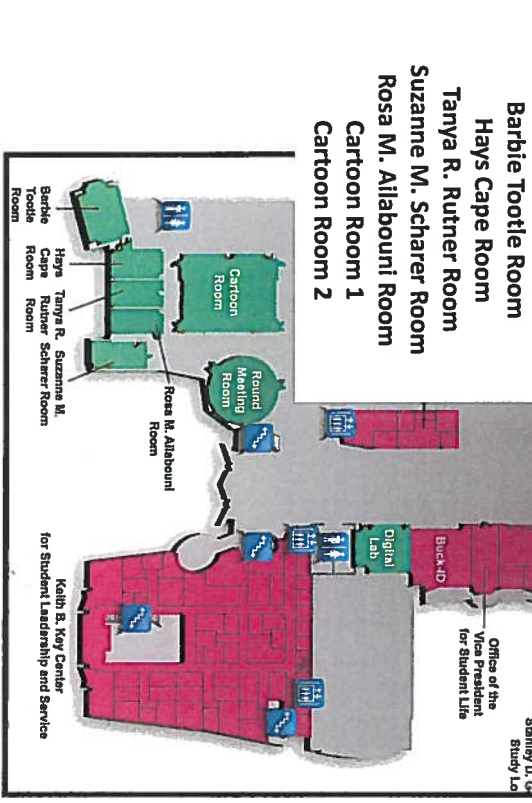 Barbie Tootle Room
Hays Cape Room
Tanya R. Rutner Room
Suzanne M. Scharer Room
Rosa M. Ailabouni Room
Cartoon Room 1
Cartoon Room 2
Stanley D.
Study Lo
Office of the
Vice President
for Student Life
Buck-ID
Digital
Lab
Cartoon
Room
Round
Meeting
Room
Rosa M. Ailabouni
Room
Barbie
Tootle
Room
Hays
Cape
Room
Tanya R.
Rutner
Room
Suzanne M.
Scharer Room
Keith B. Key Center
for Student Leadership and Service